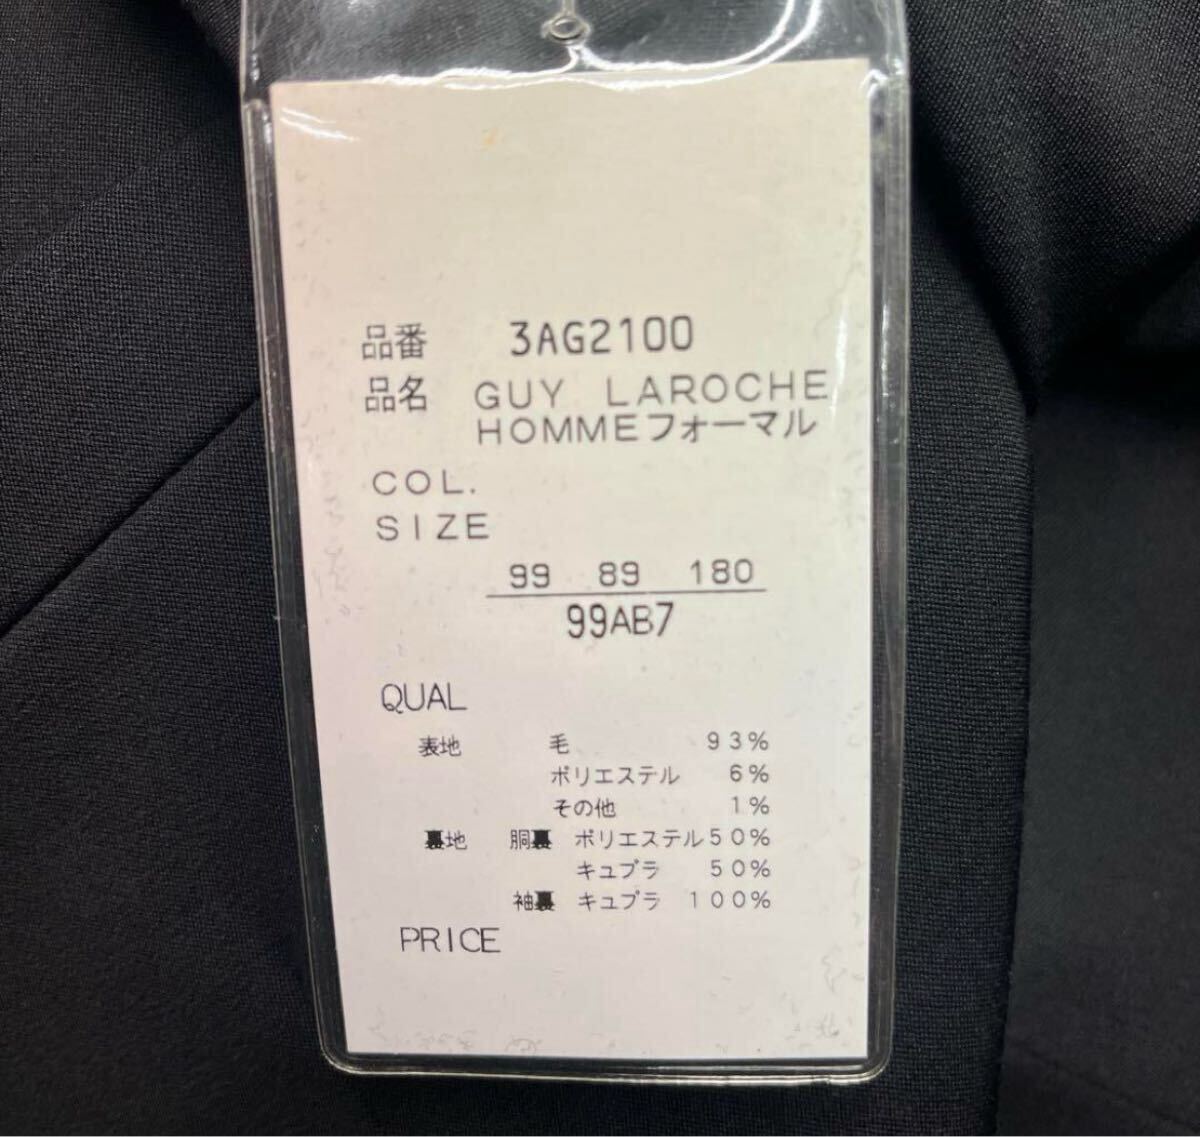 品番 3AG2100
品名 GUY LAROCHE
HOMMEフォーマル
COL.
SIZE
99 89 180
99AB7
QUAL
表地 毛 93%
ポリエステル 6%
その他 1%
裏地 胴裏 ポリエステル50%
キュプラ 50%
袖裏 キュプラ 100%
PRICE